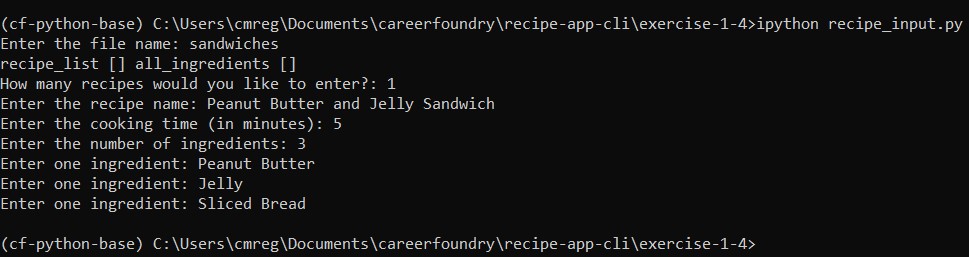 (cf-python-base) C:\Users\cmreg\Documents\careerfoundry\recipe-app-cli\exercise-1-4>ipython recipe_input.py
Enter the file name: sandwiches
recipe_list [] all_ingredients []
How many recipes would you like to enter?: 1
Enter the recipe name: Peanut Butter and Jelly Sandwich
Enter the cooking time (in minutes): 5
Enter the number of ingredients: 3
Enter one ingredient: Peanut Butter
Enter one ingredient: Jelly
Enter one ingredient: Sliced Bread
(cf-python-base) C:\Users\cmreg\Documents\careerfoundry\recipe-app-cli\exercise-1-4>